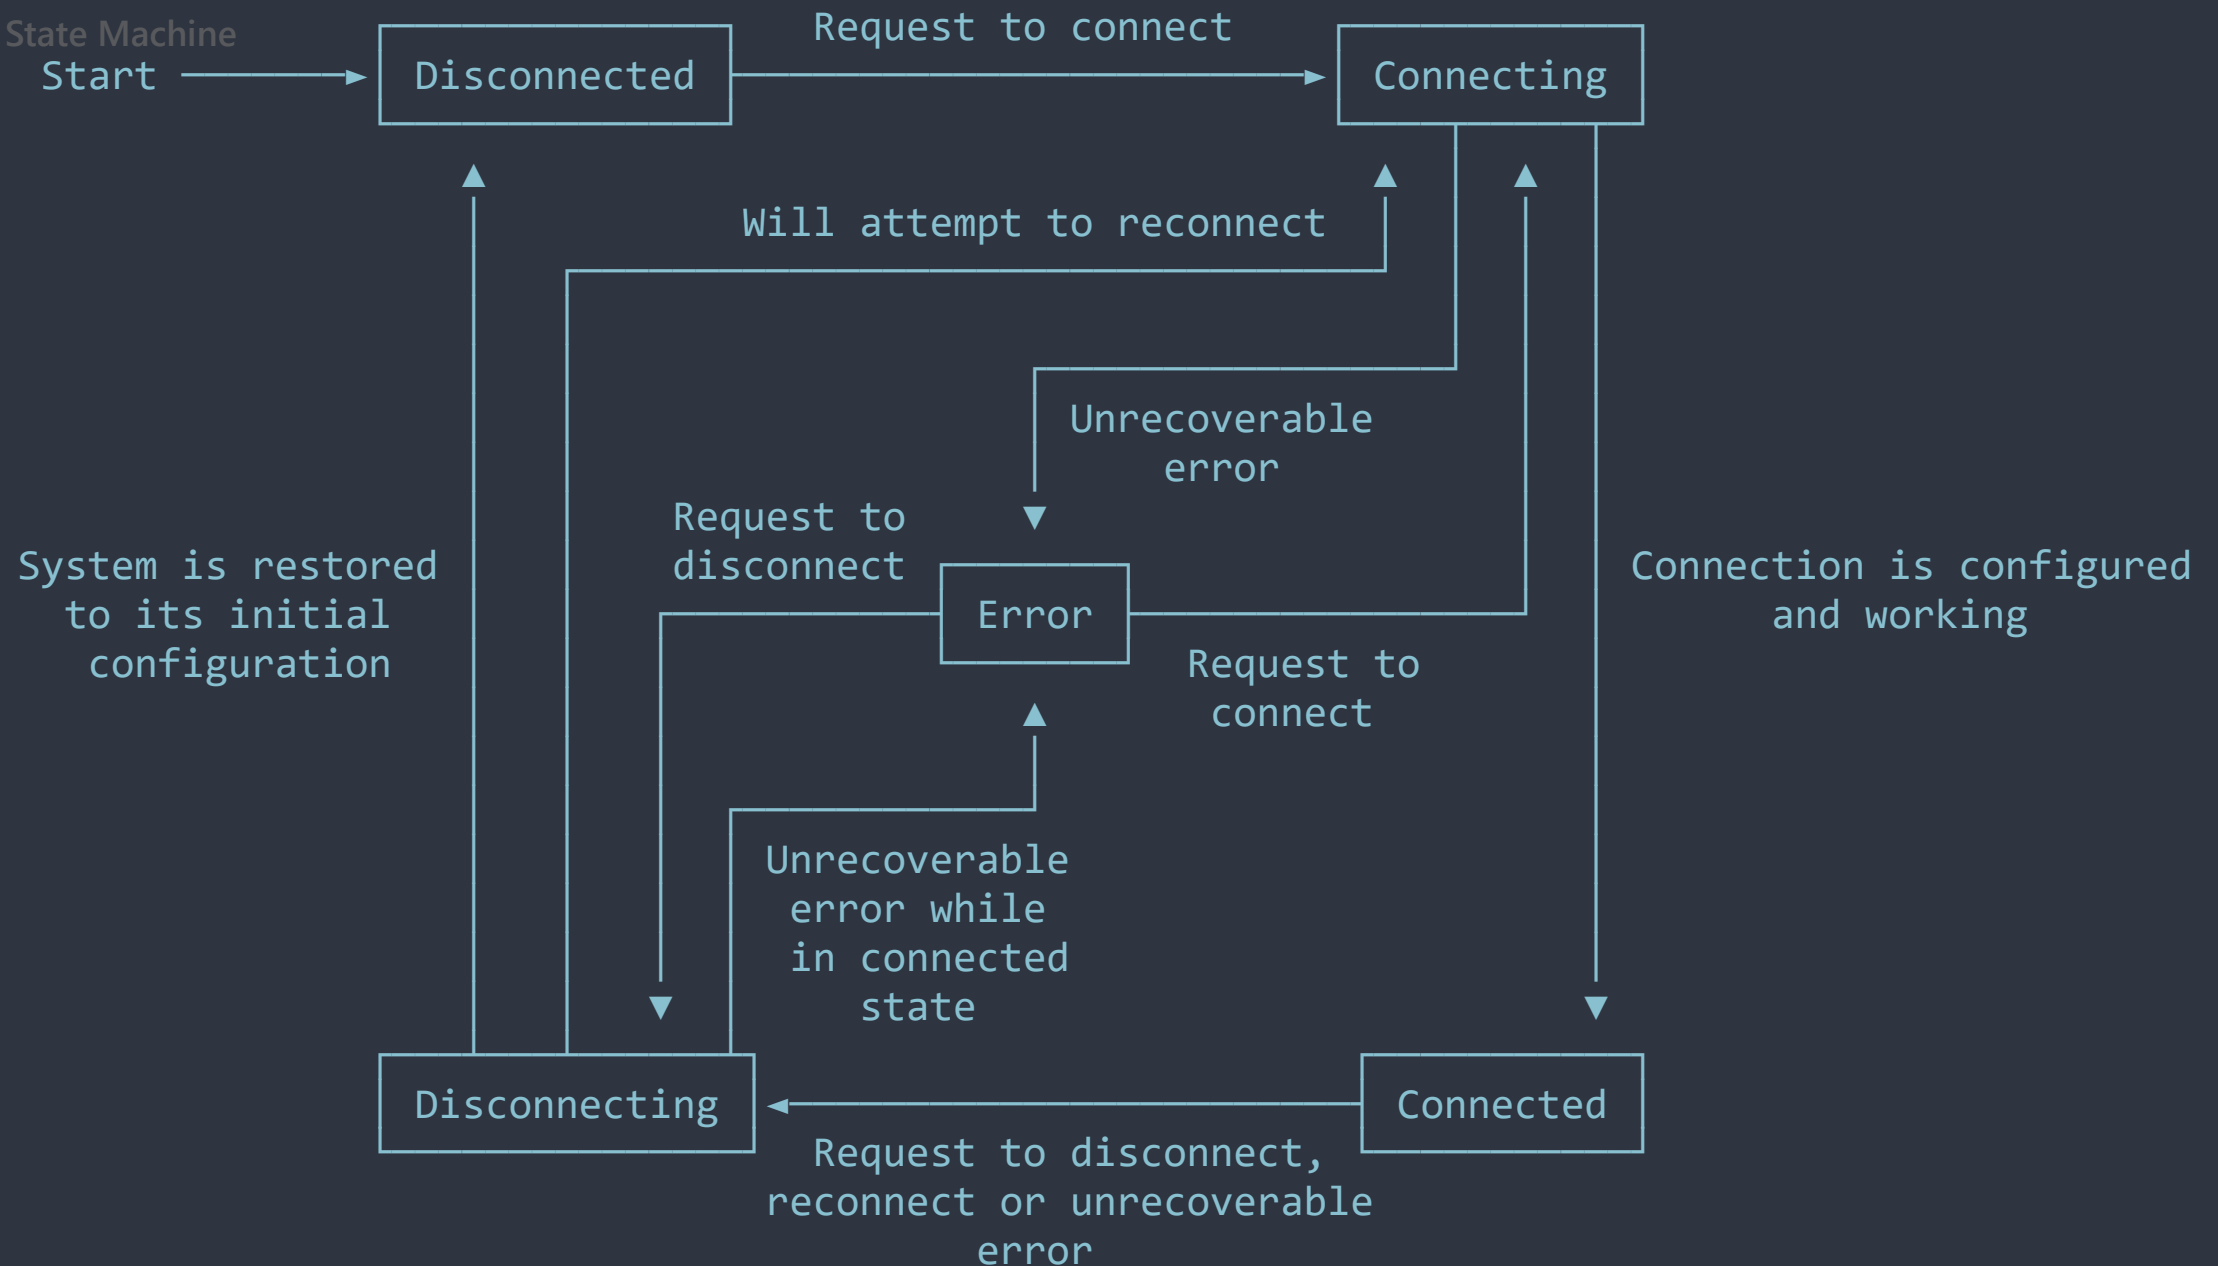 State Machine
Request to connect
Start
Disconnected
Connecting
Will attempt to reconnect
Unrecoverable
error
Request to
disconnect
System is restored
to its initial
configuration
Error
Connection is configured
and working
Request to
connect
Unrecoverable
error while
in connected
state
Disconnecting
Connected
Request to disconnect,
reconnect or unrecoverable
error